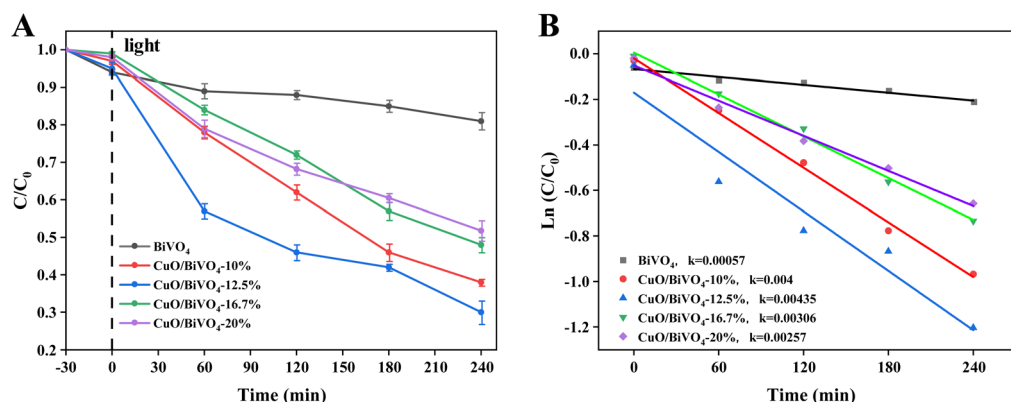 A
light
C/C₀
1.0
0.9
0.8
0.7
0.6
0.5
0.4
0.3
0.2
BiVO₄
CuO/BiVO₄-10%
CuO/BiVO₄-12.5%
CuO/BiVO₄-16.7%
CuO/BiVO₄-20%
-30 0 30 60 90 120 150 180 210 240
Time (min)
B
Ln (C/C₀)
0.0
-0.2
-0.4
-0.6
-0.8
-1.0
-1.2
BiVO₄, k=0.00057
CuO/BiVO₄-10%, k=0.004
CuO/BiVO₄-12.5%, k=0.00435
CuO/BiVO₄-16.7%, k=0.00306
CuO/BiVO₄-20%, k=0.00257
0 60 120 180 240
Time (min)